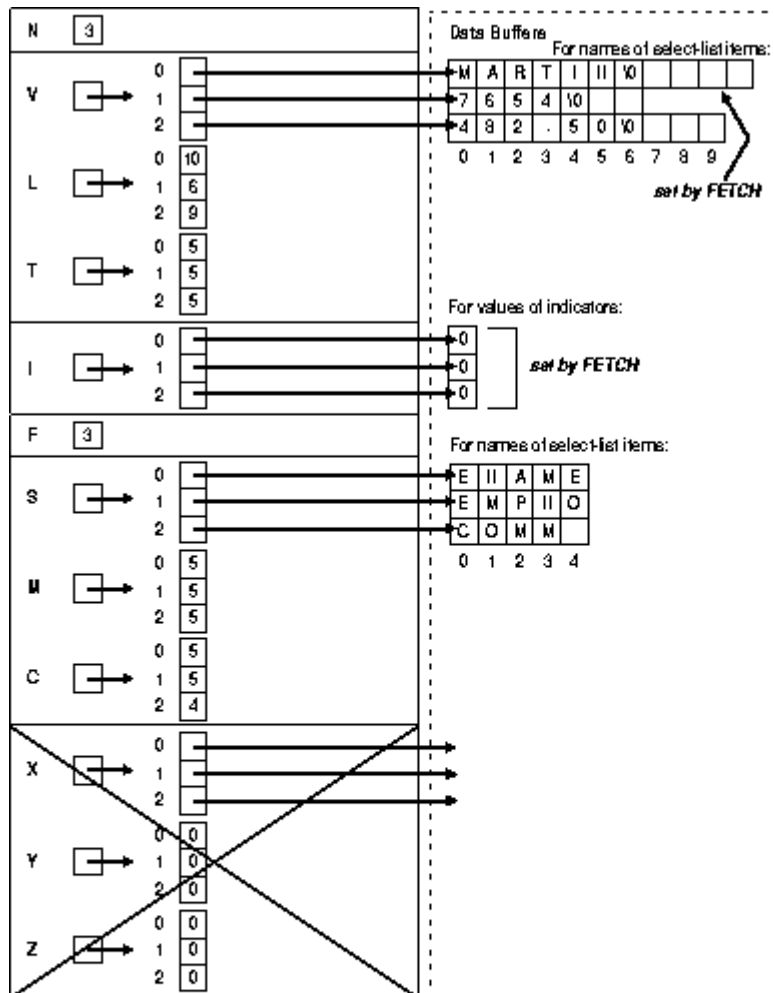 N 3
Data Buffers
For names of select-list items:
V 0 M A R T I N \0
1 7 6 5 4 \0
2 4 8 2 . 5 0 \0
0 1 2 3 4 5 6 7 8 9
set by FETCH
L 0 10
1 6
2 9
T 0 5
1 5
2 5
For values of indicators:
I 0 0
1 0
2 0
set by FETCH
F 3
For names of select-list items:
S 0 E N A M E
1 E M P N O
2 C O M M
0 1 2 3 4
M 0 5
1 5
2 5
C 0 5
1 5
2 4
X 0
1
2
Y 0 0
1 0
2 0
Z 0 0
1 0
2 0